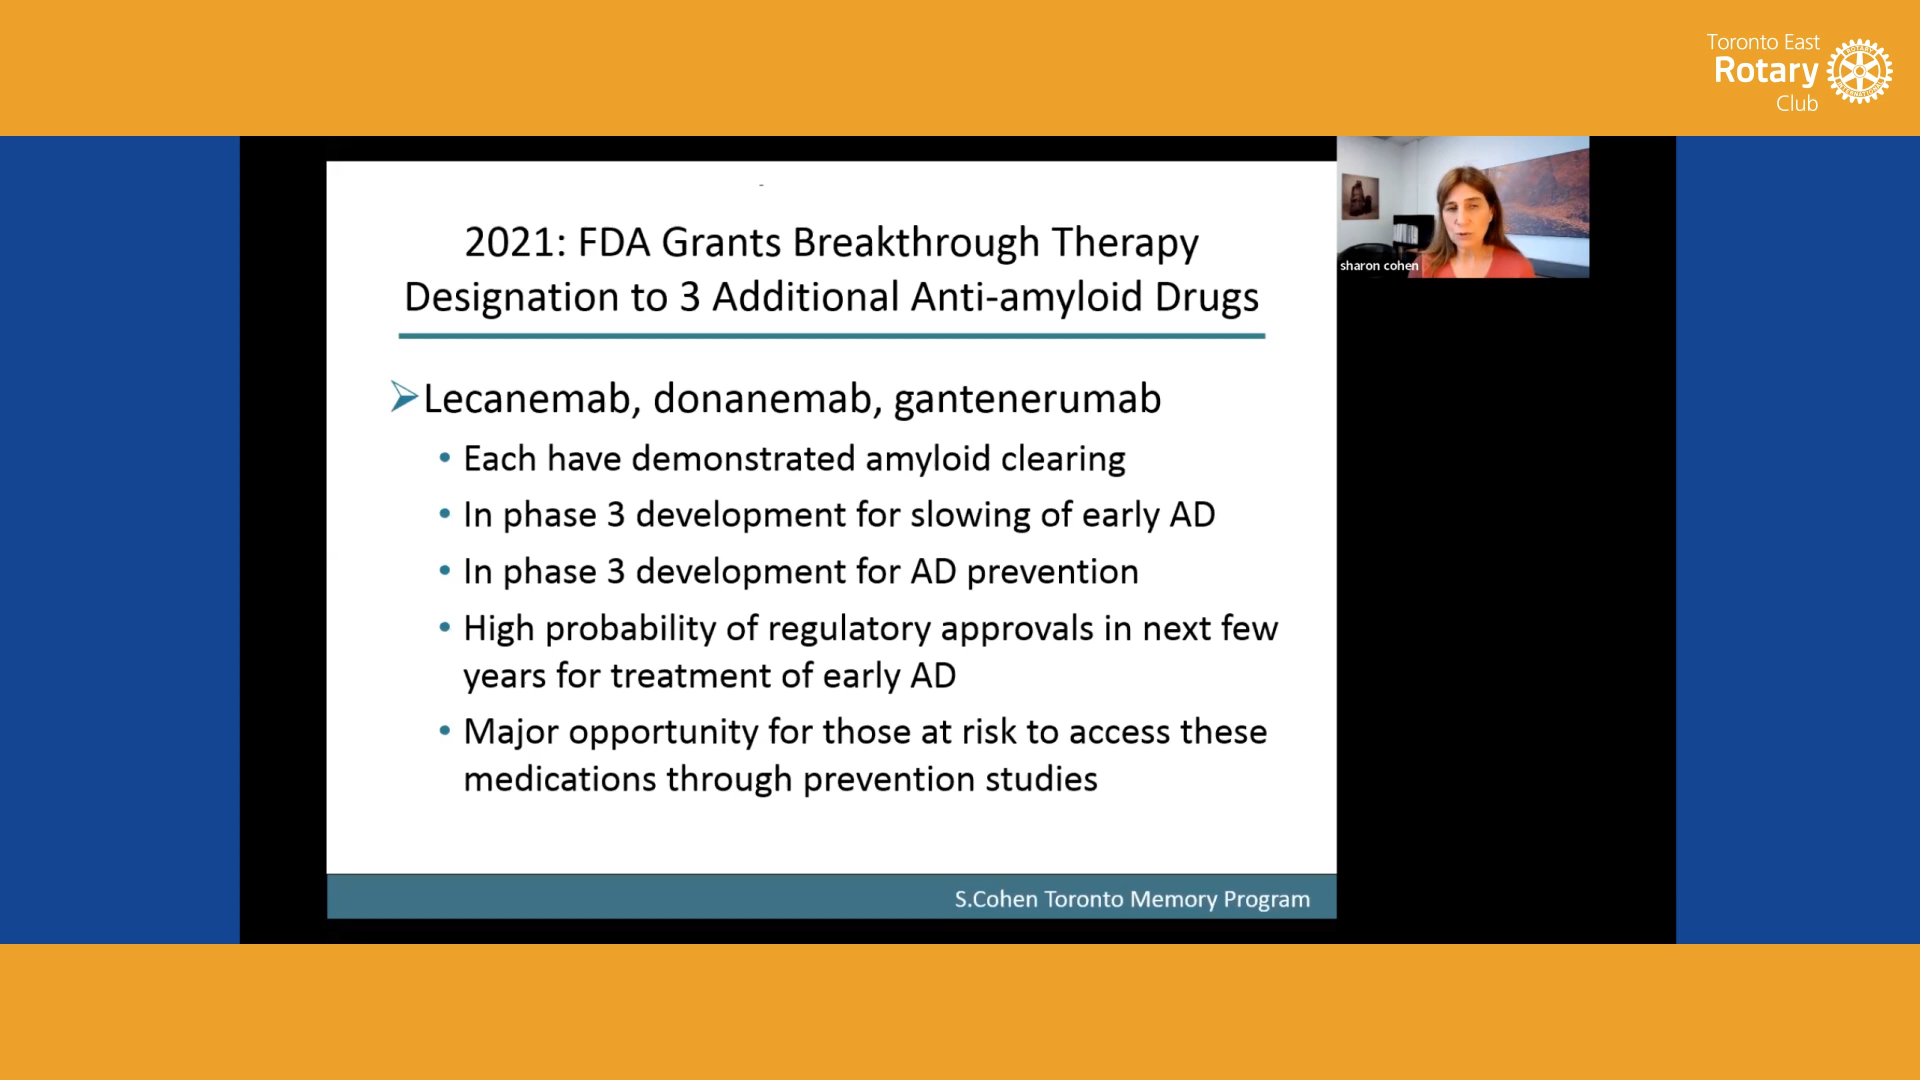 Toronto East
Rotary
Club
2021: FDA Grants Breakthrough Therapy
Designation to 3 Additional Anti-amyloid Drugs
Lecanemab, donanemab, gantenerumab
• Each have demonstrated amyloid clearing
• In phase 3 development for slowing of early AD
• In phase 3 development for AD prevention
• High probability of regulatory approvals in next few
years for treatment of early AD
• Major opportunity for those at risk to access these
medications through prevention studies
S.Cohen Toronto Memory Program
sharon cohen